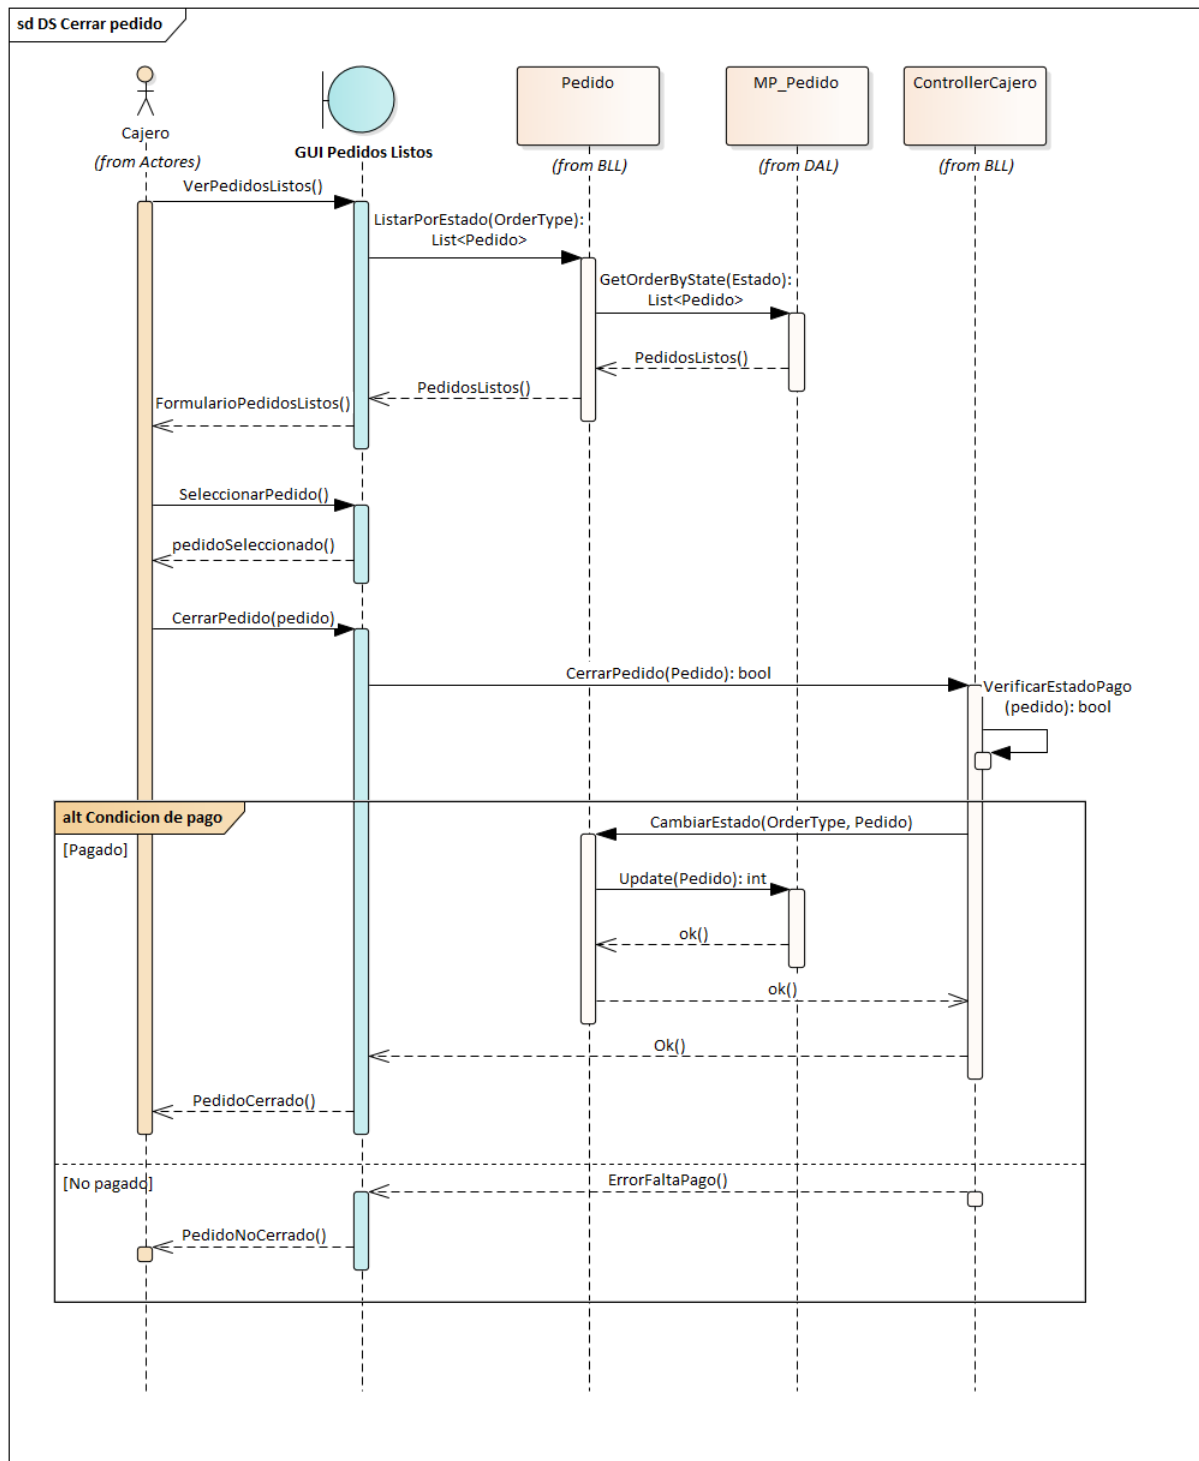 sd DS Cerrar pedido
Cajero
(from Actores)
GUI Pedidos Listos
Pedido
(from BLL)
MP_Pedido
(from DAL)
ControllerCajero
(from BLL)
VerPedidosListos()
ListarPorEstado(OrderType):
List<Pedido>
GetOrderByState(Estado):
List<Pedido>
PedidosListos()
PedidosListos()
FormularioPedidosListos()
SeleccionarPedido()
pedidoSeleccionado()
CerrarPedido(pedido)
CerrarPedido(Pedido): bool
VerificarEstadoPago
(pedido): bool
alt Condicion de pago
[Pagado]
CambiarEstado(OrderType, Pedido)
Update(Pedido): int
ok()
ok()
Ok()
PedidoCerrado()
[No pagado]
ErrorFaltaPago()
PedidoNoCerrado()